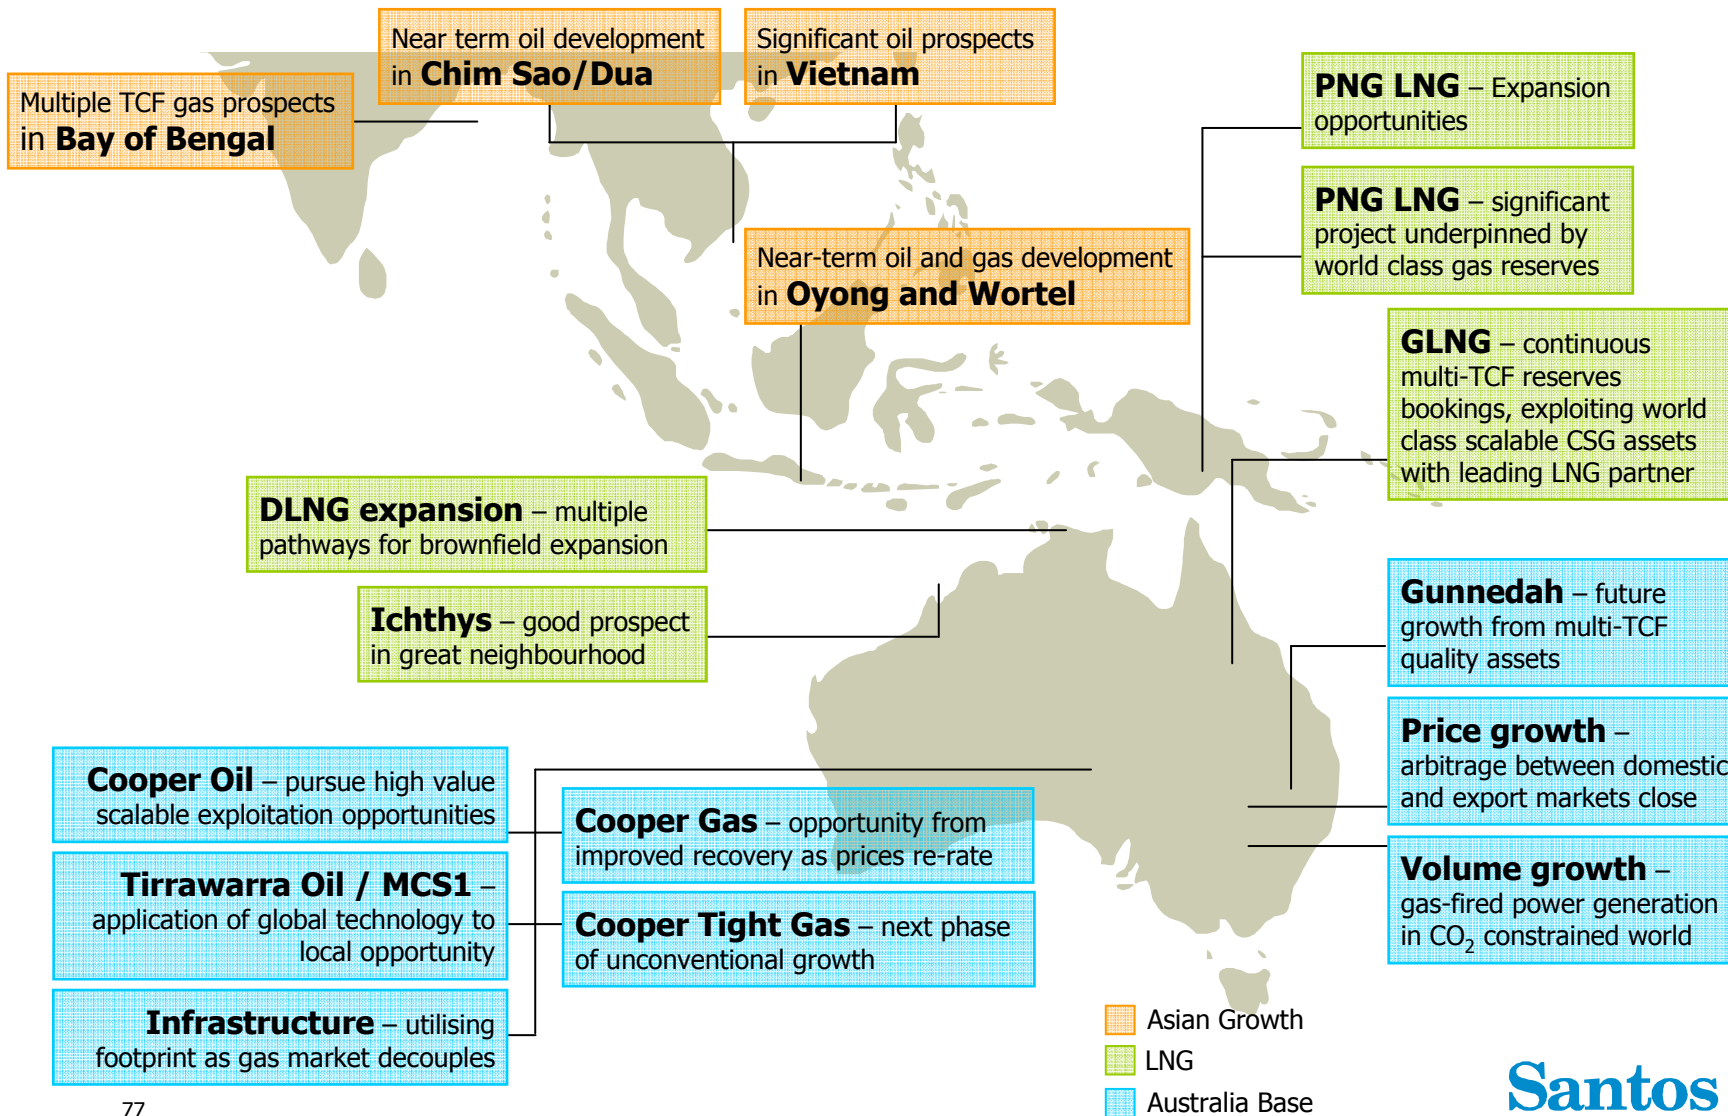 Near term oil development
in Chim Sao/Dua
Significant oil prospects
in Vietnam
Multiple TCF gas prospects
in Bay of Bengal
PNG LNG – Expansion
opportunities
PNG LNG – significant
project underpinned by
world class gas reserves
Near-term oil and gas development
in Oyong and Wortel
GLNG – continuous
multi-TCF reserves
bookings, exploiting world
class scalable CSG assets
with leading LNG partner
DLNG expansion – multiple
pathways for brownfield expansion
Ichthys – good prospect
in great neighbourhood
Gunnedah – future
growth from multi-TCF
quality assets
Price growth –
arbitrage between domestic
and export markets close
Volume growth –
gas-fired power generation
in CO₂ constrained world
Cooper Oil – pursue high value
scalable exploitation opportunities
Cooper Gas – opportunity from
improved recovery as prices re-rate
Tirrawarra Oil / MCS1 –
application of global technology to
local opportunity
Cooper Tight Gas – next phase
of unconventional growth
Infrastructure – utilising
footprint as gas market decouples
Asian Growth
LNG
Australia Base
Santos
77